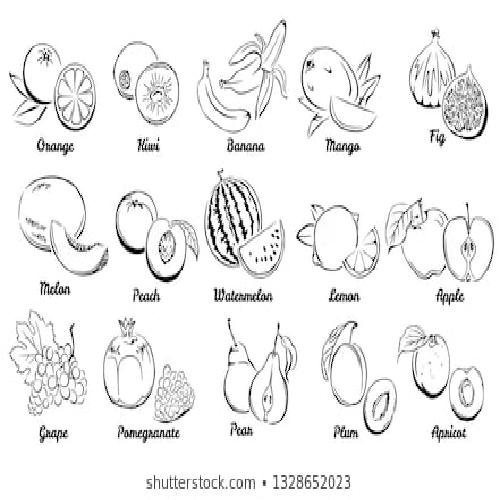 Orange Kiwi Banana Mango Fig
Melon Peach Watermelon Lemon Apple
Grape Pomegranate Pear Plum Apricot
shutterstock.com • 1328652023